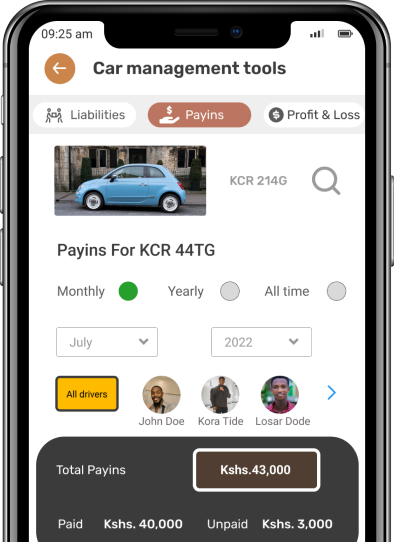 09:25 am
Car management tools
Liabilities Payins Profit & Loss
KCR 214G
Payins For KCR 44TG
Monthly Yearly All time
July 2022
All drivers
John Doe Kora Tide Losar Dode
Total Payins Kshs.43,000
Paid Kshs. 40,000 Unpaid Kshs. 3,000